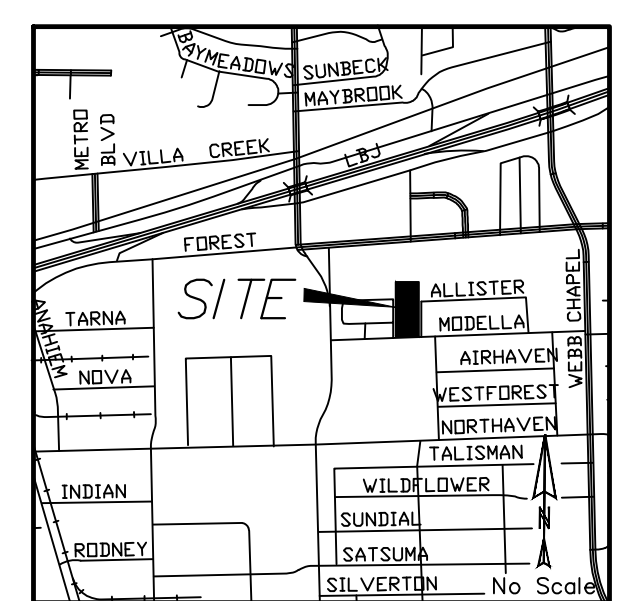 BAYMEADOWS
SUNBECK
MAYBROOK
METRO
BLVD
VILLA CREEK
LBJ
FOREST
SITE
ALLISTER
MODELLA
WEBB CHAPEL
ANAHIEM
TARNA
NOVA
AIRHAVEN
WESTFOREST
NORTHAVEN
TALISMAN
INDIAN
WILDFLOWER
SUNDIAL
N
RODNEY
SATSUMA
SILVERTON
No Scale